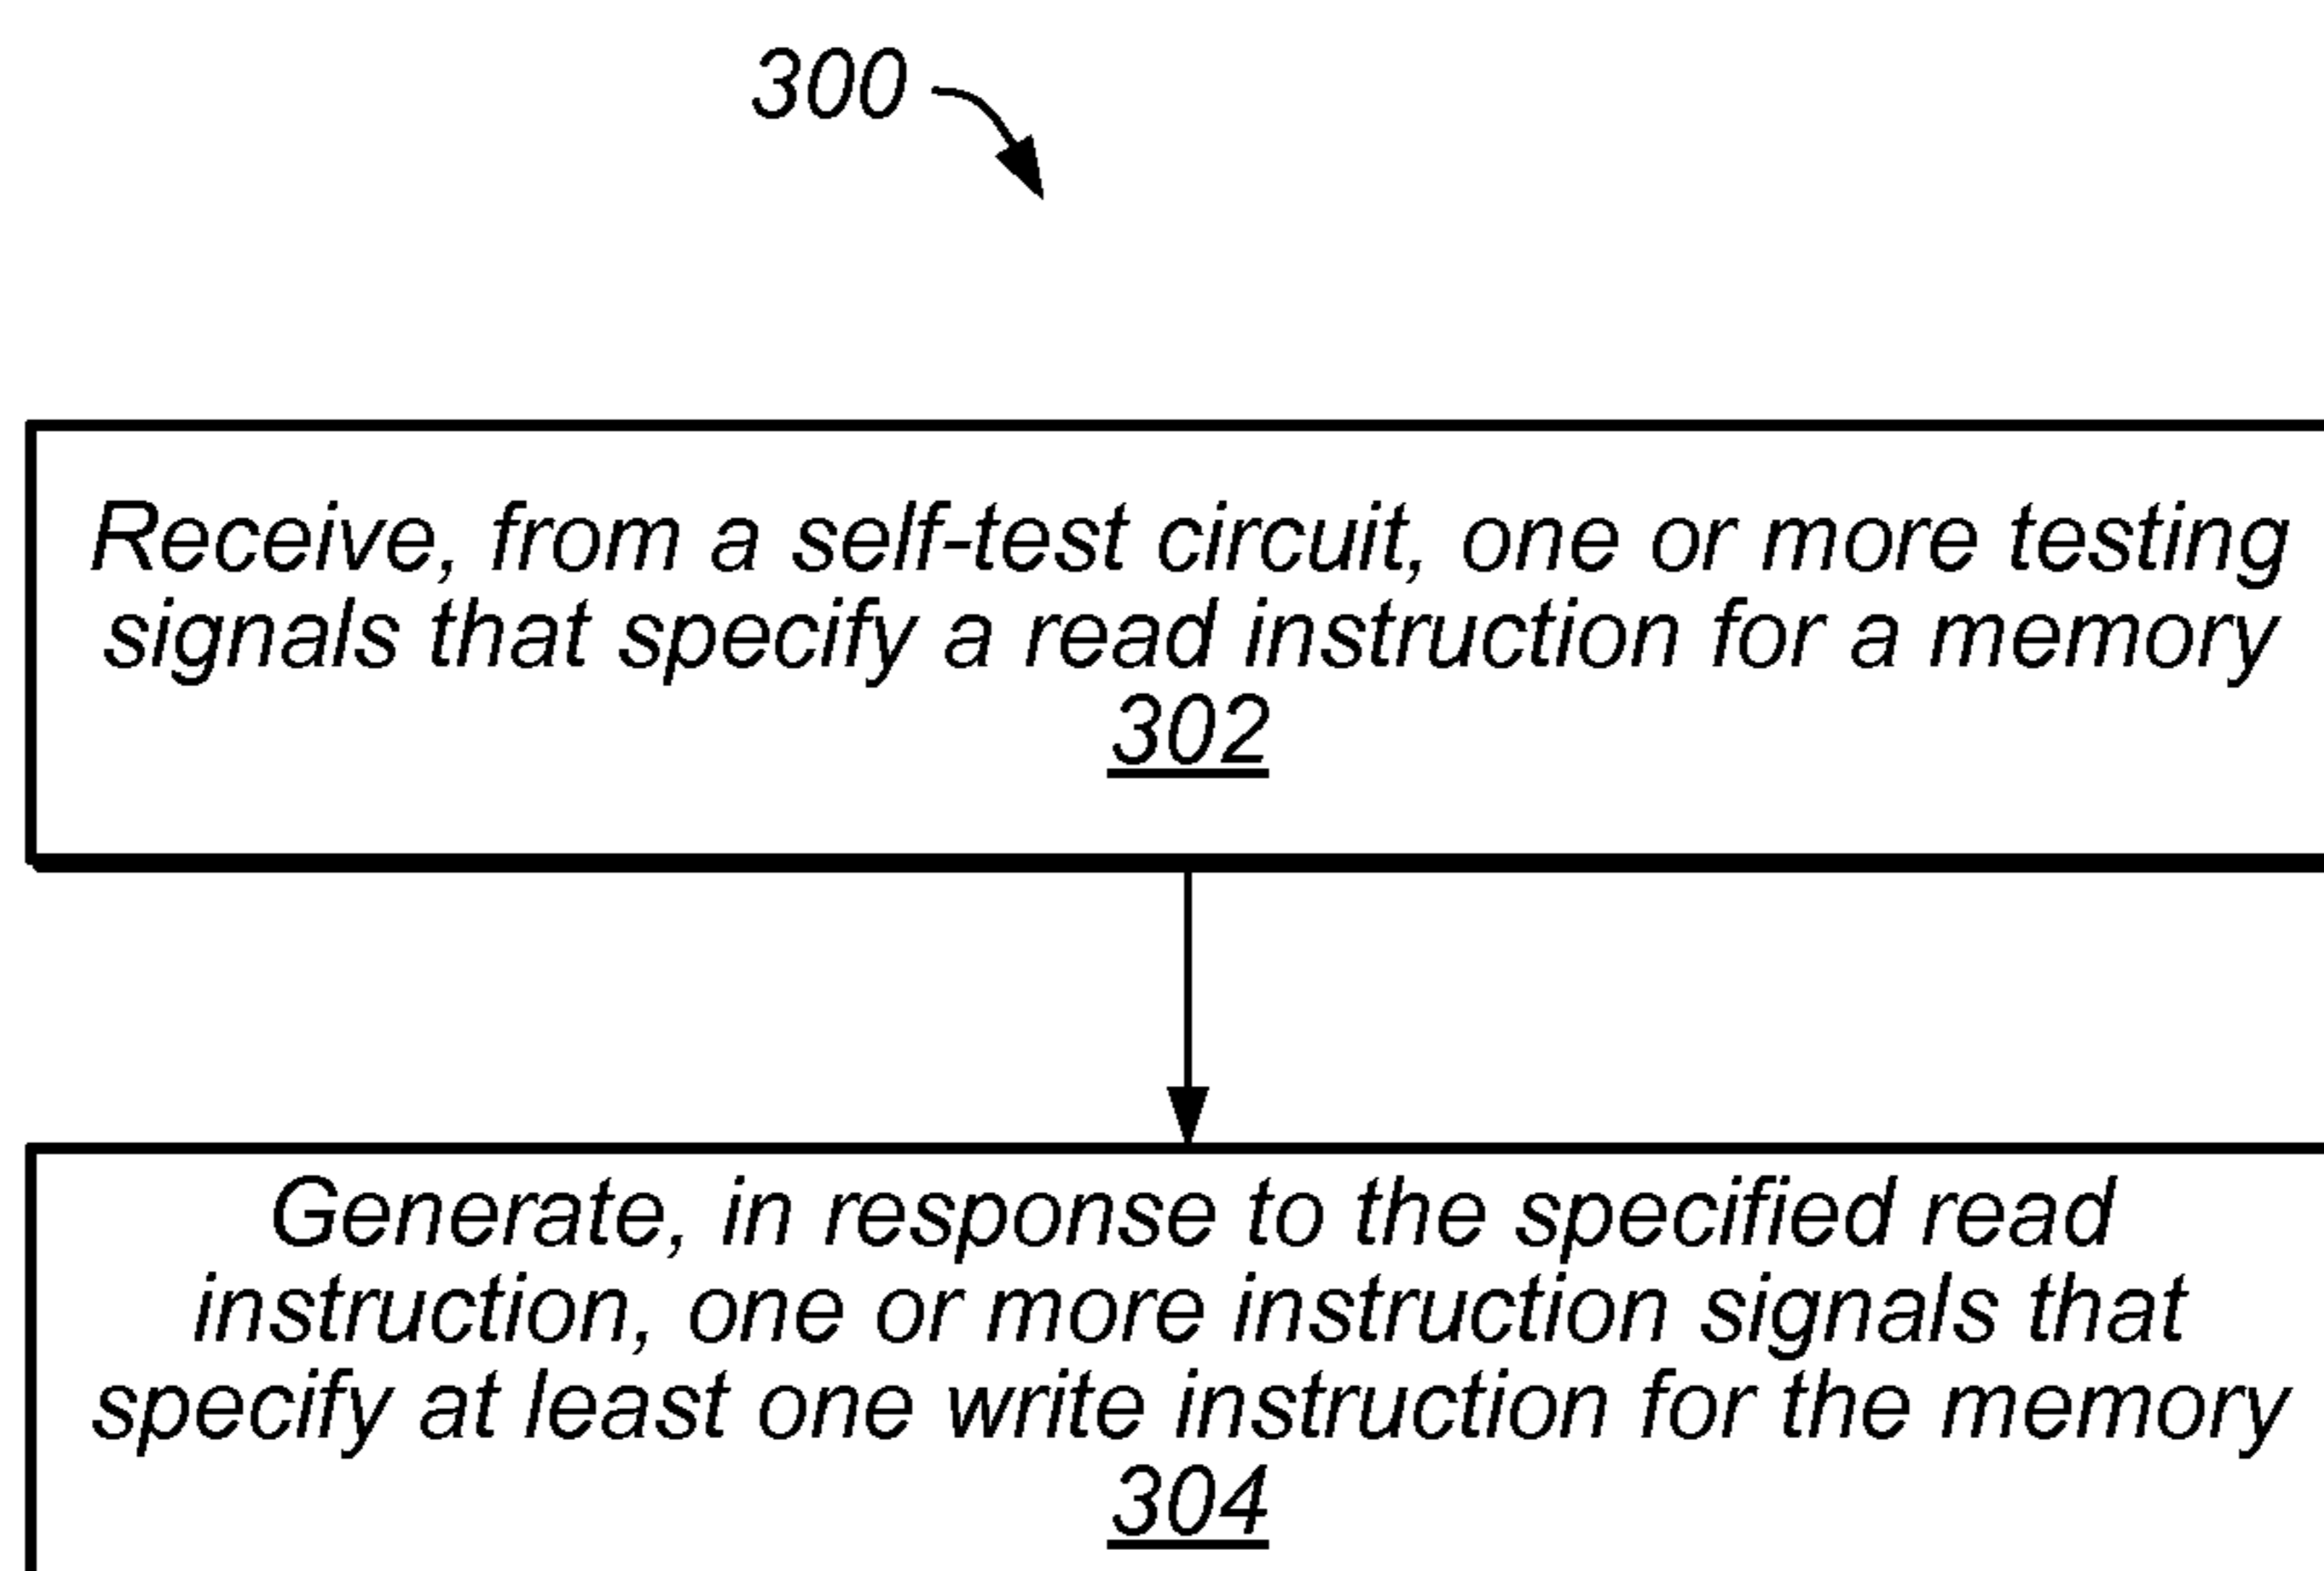 300
Receive, from a self-test circuit, one or more testing
signals that specify a read instruction for a memory
302
Generate, in response to the specified read
instruction, one or more instruction signals that
specify at least one write instruction for the memory
304